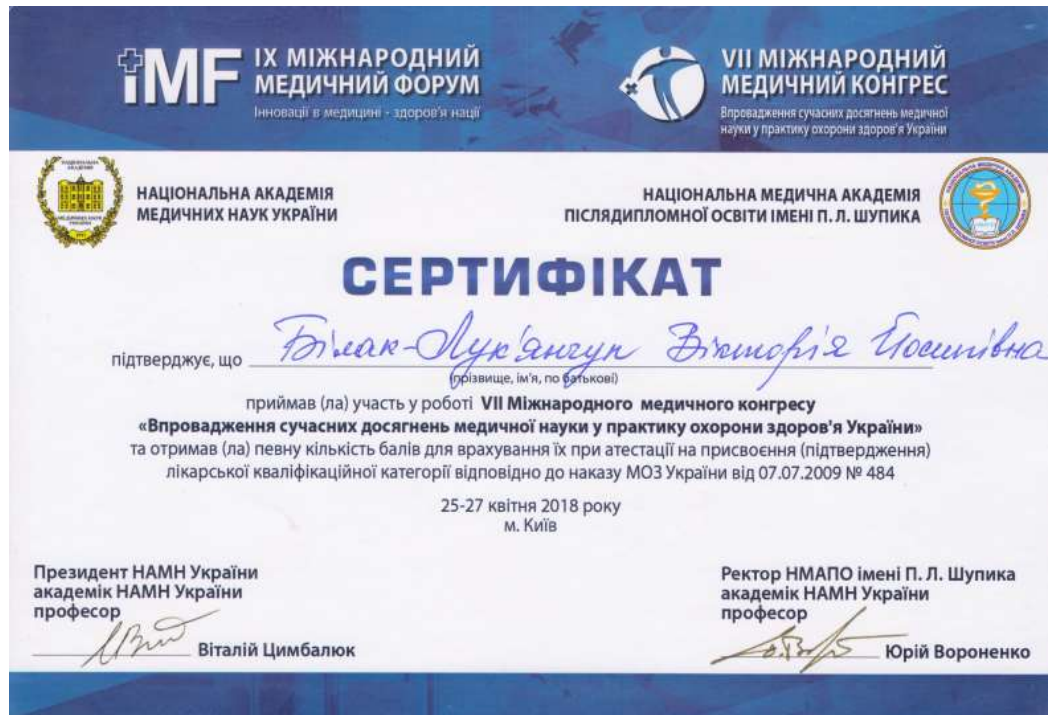 iMF
IX МІЖНАРОДНИЙ
МЕДИЧНИЙ ФОРУМ
Інновації в медицині - здоров'я нації
VII МІЖНАРОДНИЙ
МЕДИЧНИЙ КОНГРЕС
Впровадження сучасних досягнень медичної
науки у практику охорони здоров'я України
НАЦІОНАЛЬНА АКАДЕМІЯ
МЕДИЧНИХ НАУК УКРАЇНИ
НАЦІОНАЛЬНА МЕДИЧНА АКАДЕМІЯ
ПІСЛЯДИПЛОМНОЇ ОСВІТИ ІМЕНІ П. Л. ШУПИКА
СЕРТИФІКАТ
підтверджує, що Білак-Лук'янчук Вікторія Йосипівна
(прізвище, ім'я, по батькові)
приймав (ла) участь у роботі VII Міжнародного медичного конгресу
«Впровадження сучасних досягнень медичної науки у практику охорони здоров'я України»
та отримав (ла) певну кількість балів для врахування їх при атестації на присвоєння (підтвердження)
лікарської кваліфікаційної категорії відповідно до наказу МОЗ України від 07.07.2009 № 484
25-27 квітня 2018 року
м. Київ
Президент НАМН України
академік НАМН України
професор
Віталій Цимбалюк
Ректор НМАПО імені П. Л. Шупика
академік НАМН України
професор
Юрій Вороненко